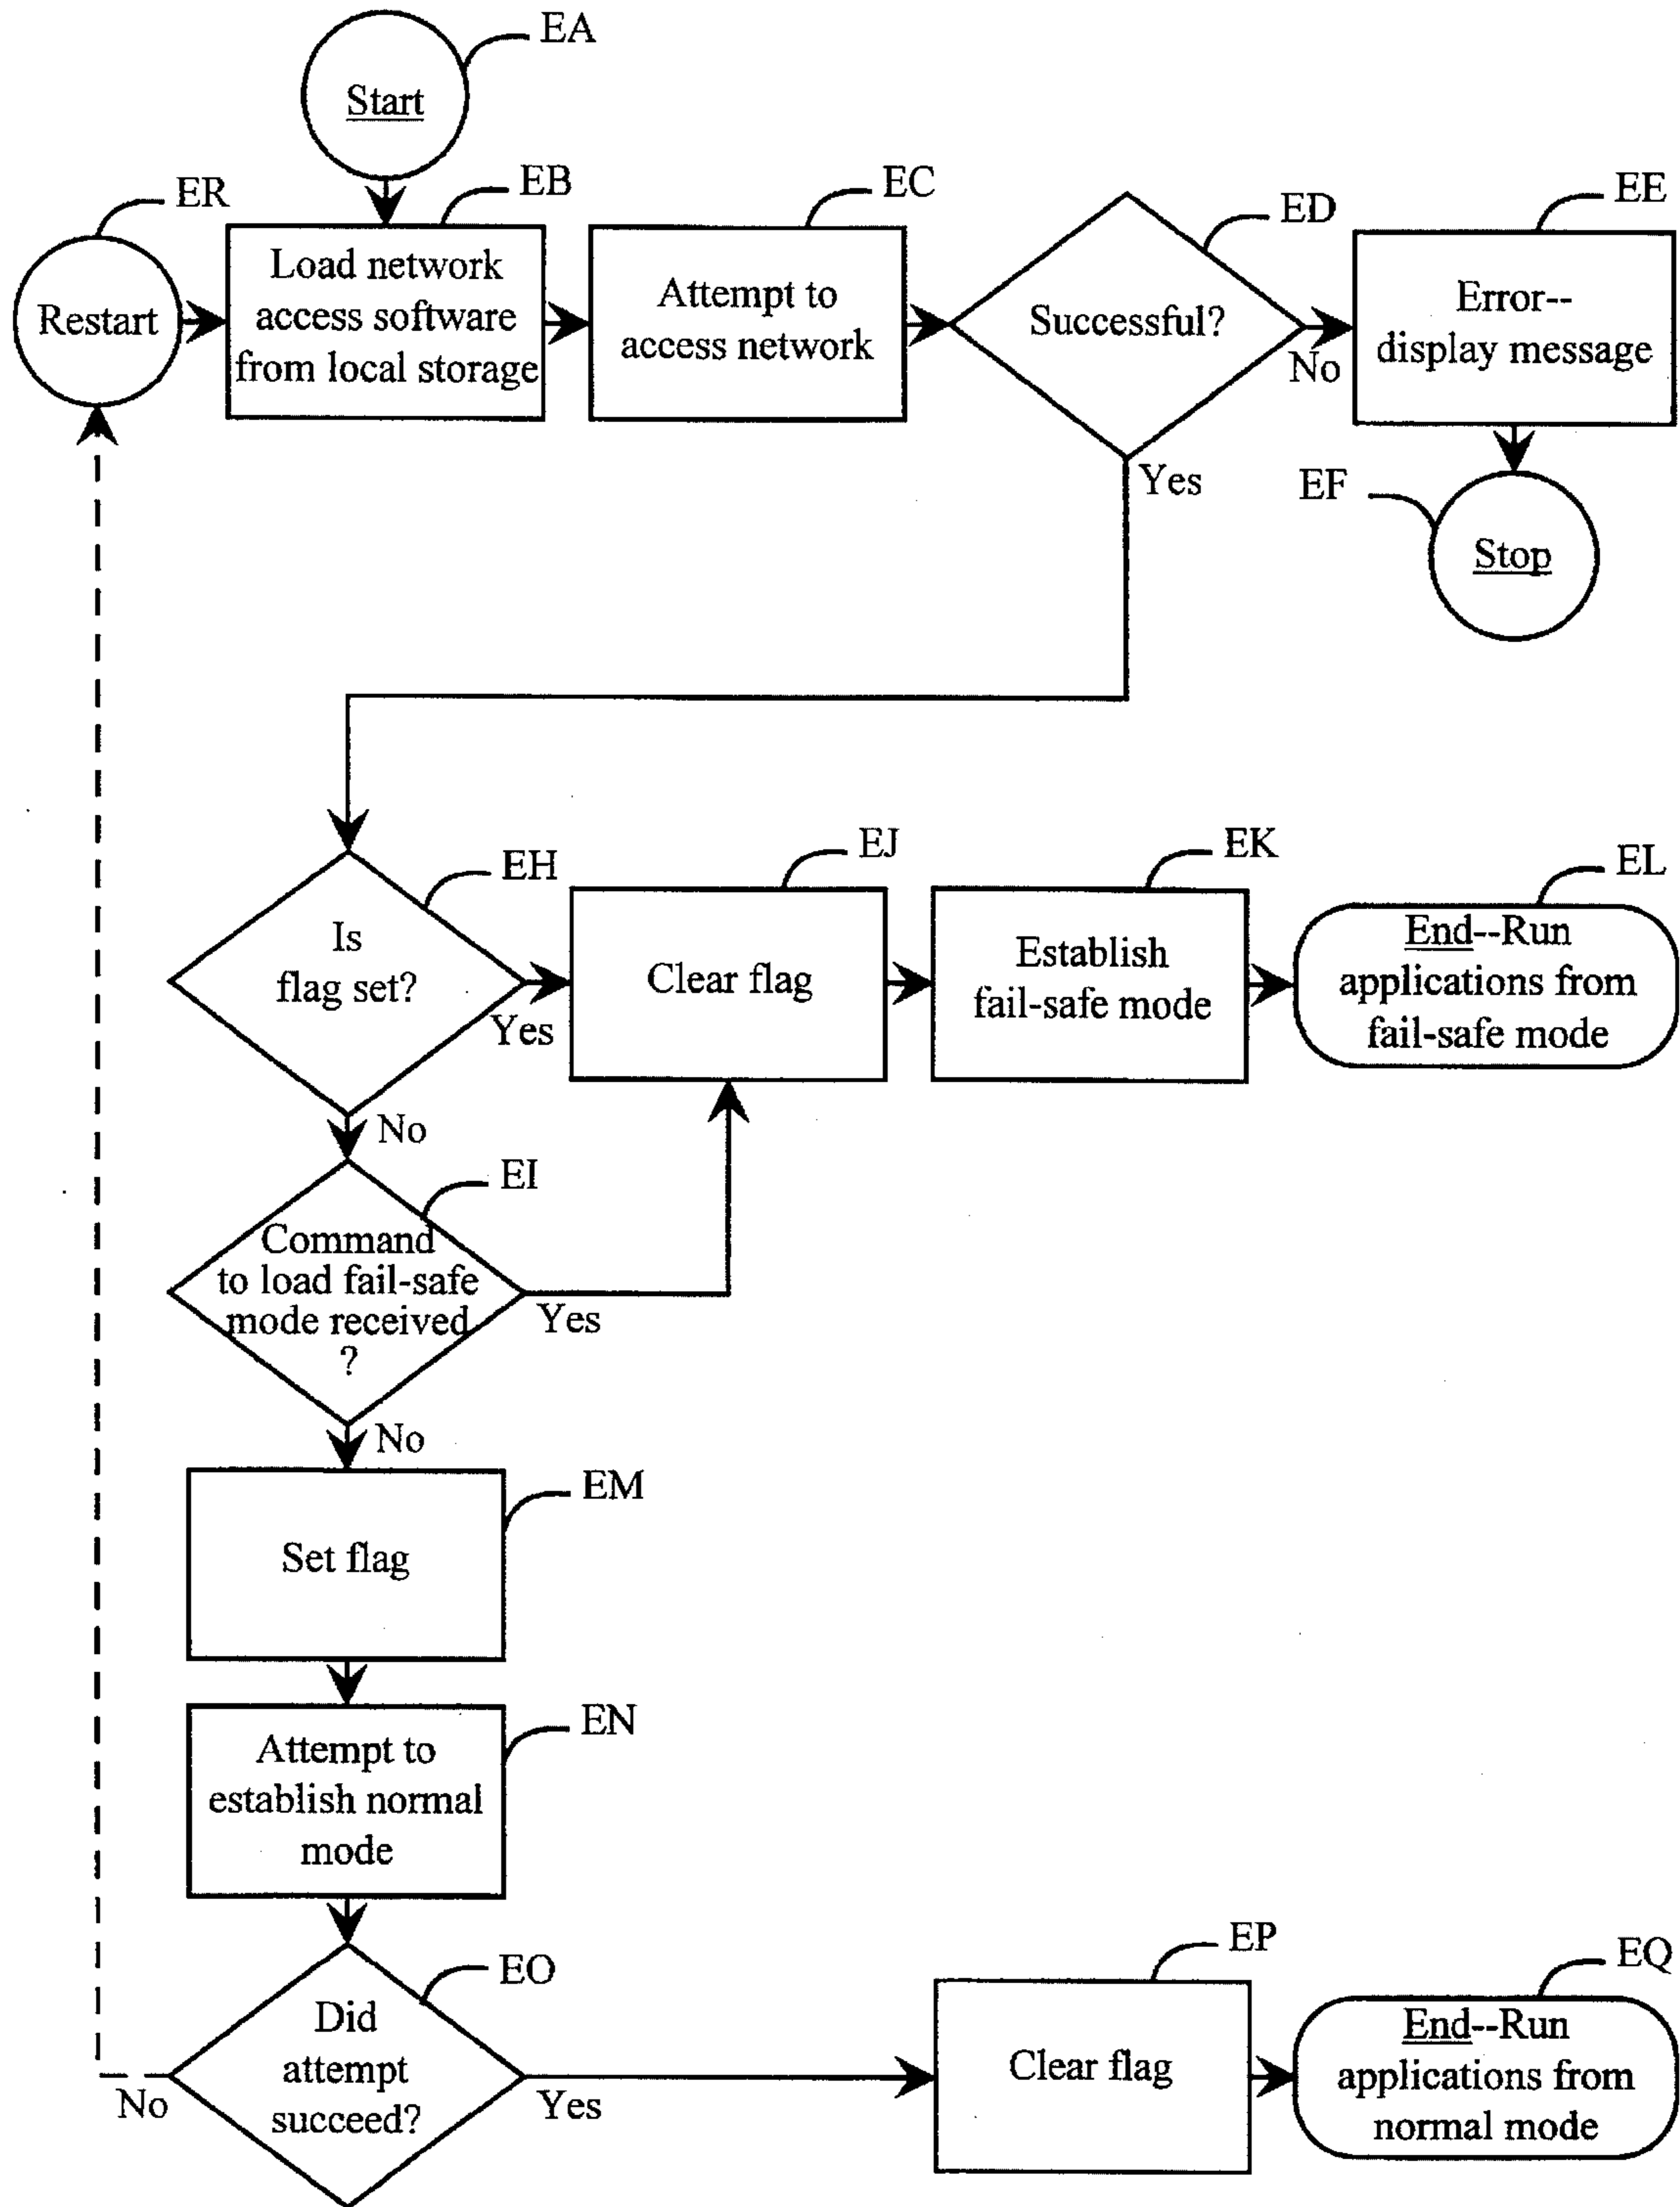 EA
Start
ER
EB
EC
ED
EE
Restart
Load network
access software
from local storage
Attempt to
access network
Successful?
No
Error--
display message
Yes
EF
Stop
EH
EJ
EK
EL
Is
flag set?
Yes
Clear flag
Establish
fail-safe mode
End--Run
applications from
fail-safe mode
No
EI
Command
to load fail-safe
mode received
?
Yes
No
EM
Set flag
EN
Attempt to
establish normal
mode
EO
EP
EQ
Did
attempt
succeed?
No
Yes
Clear flag
End--Run
applications from
normal mode